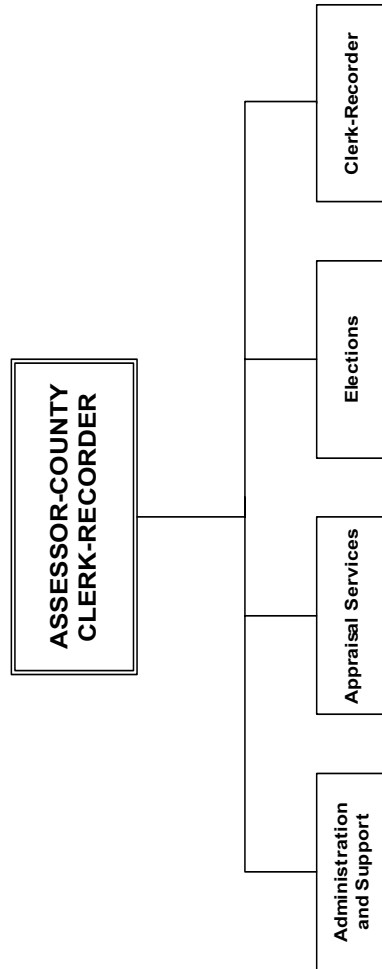 ASSESSOR-COUNTY
CLERK-RECORDER
Administration
and Support
Appraisal Services
Elections
Clerk-Recorder